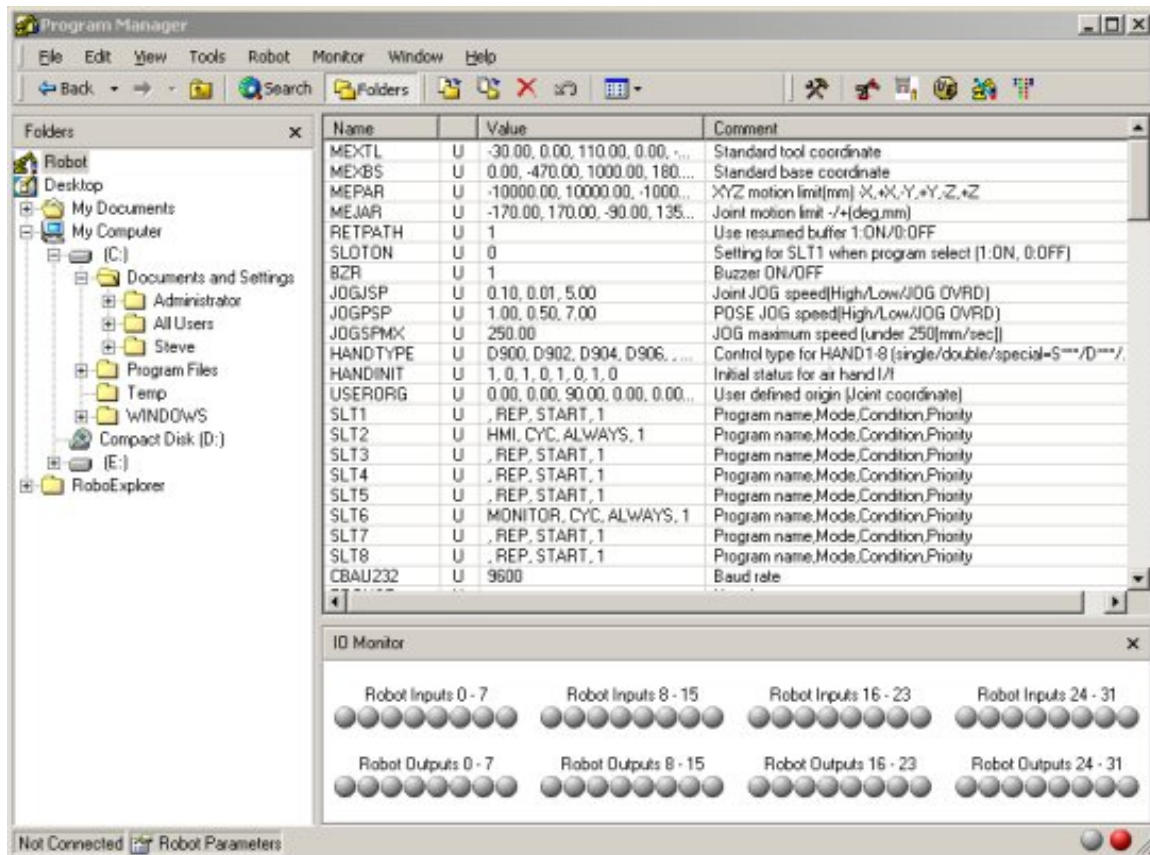 Program Manager
File Edit View Tools Robot Monitor Window Help
Back Search Folders
Folders
Robot
Desktop
My Documents
My Computer
(C:)
Documents and Settings
Administrator
All Users
Steve
Program Files
Temp
WINDOWS
Compact Disk (D:)
(E:)
RoboExplorer
Name Value Comment
MEXTL U -30.00, 0.00, 110.00, 0.00, -... Standard tool coordinate
MEXBS U 0.00, -470.00, 1000.00, 180.... Standard base coordinate
MEPAR U -10000.00, 10000.00, -1000... XYZ motion limit(mm) -X,+X,-Y,+Y,-Z,+Z
MEJAR U -170.00, 170.00, -90.00, 135... Joint motion limit -/+(deg,mm)
RETPATH U 1 Use resumed buffer 1:ON/0:OFF
SLOTON U 0 Setting for SLT1 when program select (1:ON, 0:OFF)
BZR U 1 Buzzer ON/OFF
JOGJSP U 0.10, 0.01, 5.00 Joint JOG speed(High/Low/JOG OVRD)
JOGPSP U 1.00, 0.50, 7.00 POSE JOG speed(High/Low/JOG OVRD)
JOGSPMX U 250.00 JOG maximum speed (under 250[mm/sec])
HANDTYPE U D900, D902, D904, D906, , ... Control type for HAND1-8 (single/double/special=S***/D***/.
HANDINIT U 1, 0, 1, 0, 1, 0, 1, 0 Initial status for air hand I/f
USERORG U 0.00, 0.00, 90.00, 0.00, 0.00... User defined origin (Joint coordinate)
SLT1 U , REP, START, 1 Program name,Mode,Condition,Priority
SLT2 U HMI, CYC, ALWAYS, 1 Program name,Mode,Condition,Priority
SLT3 U , REP, START, 1 Program name,Mode,Condition,Priority
SLT4 U , REP, START, 1 Program name,Mode,Condition,Priority
SLT5 U , REP, START, 1 Program name,Mode,Condition,Priority
SLT6 U MONITOR, CYC, ALWAYS, 1 Program name,Mode,Condition,Priority
SLT7 U , REP, START, 1 Program name,Mode,Condition,Priority
SLT8 U , REP, START, 1 Program name,Mode,Condition,Priority
CBAU232 U 9600 Baud rate
IO Monitor
Robot Inputs 0 - 7 Robot Inputs 8 - 15 Robot Inputs 16 - 23 Robot Inputs 24 - 31
Robot Outputs 0 - 7 Robot Outputs 8 - 15 Robot Outputs 16 - 23 Robot Outputs 24 - 31
Not Connected Robot Parameters